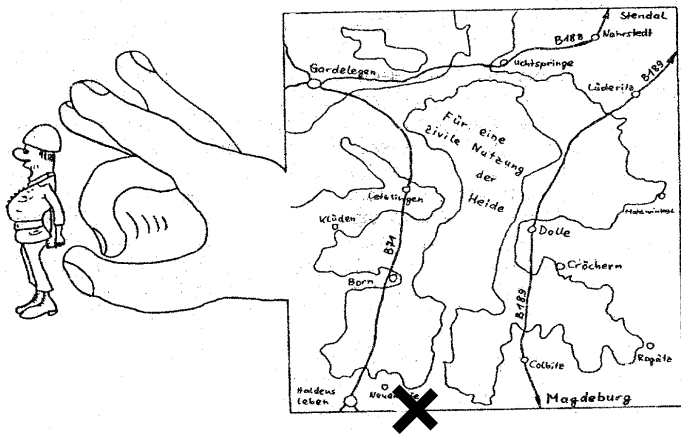 Stendal
B188
Nahrstedt
uchtspringe
B189
Gardelegen
Lüderitz
Für eine
zivile Nutzung
der
Heide
Letzlingen
Klüden
Dolle
B71
Cröchern
Born
B189
Rogätz
Colbitz
Haldens
leben
Magdeburg